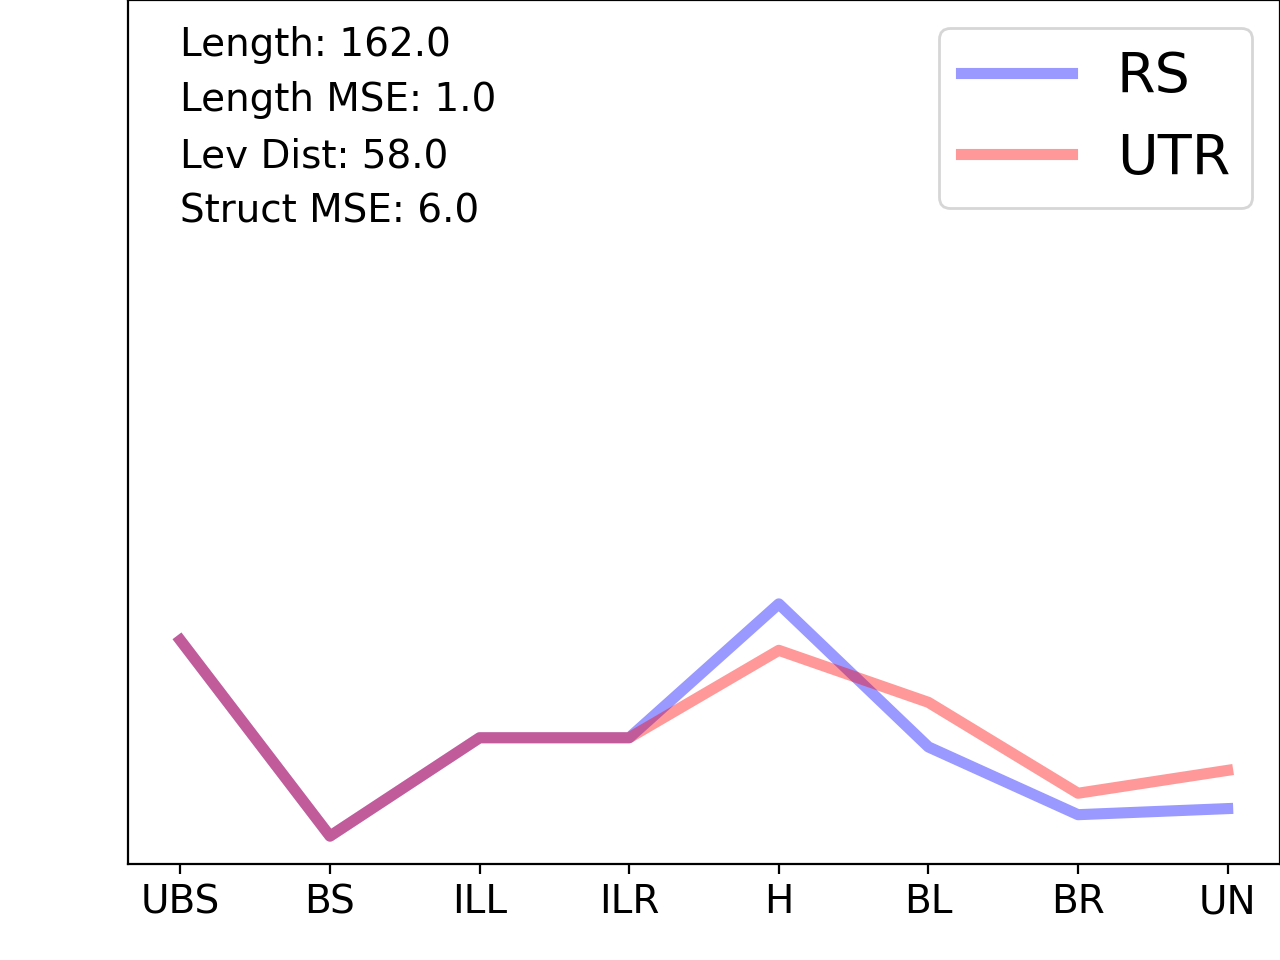 Length: 162.0
Length MSE: 1.0
Lev Dist: 58.0
Struct MSE: 6.0
RS
UTR
UBS BS ILL ILR H BL BR UN